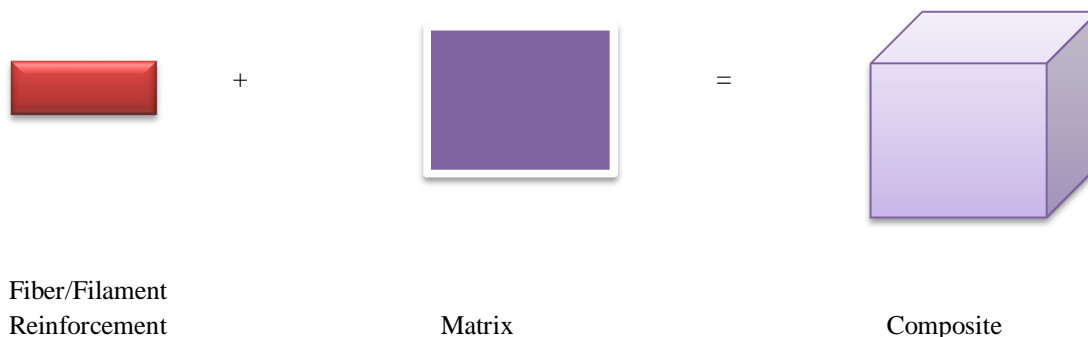 + =
Fiber/Filament
Reinforcement Matrix Composite